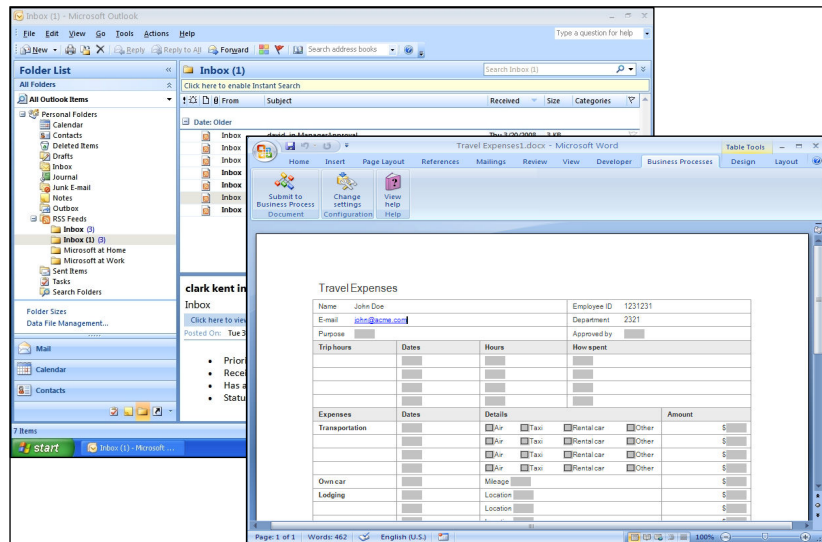 Inbox (1) - Microsoft Outlook
File Edit View Go Tools Actions Help
Type a question for help
New Reply Reply to All Forward Search address books
Folder List
All Folders
All Outlook Items
Personal Folders
Calendar
Contacts
Deleted Items
Drafts
Inbox
Journal
Junk E-mail
Notes
Outbox
RSS Feeds
Inbox (3)
Inbox (1) (3)
Microsoft at Home
Microsoft at Work
Sent Items
Tasks
Search Folders
Folder Sizes
Data File Management...
Mail
Calendar
Contacts
7 Items
start
Inbox (1) - Microsoft ...
Inbox (1)
Search Inbox (1)
Click here to enable Instant Search
From Subject Received Size Categories
Date: Older
Inbox
Inbox
Inbox
Inbox
Inbox
Inbox
Inbox
clark kent in
Inbox
Click here to view
Posted On: Tue 3
• Priori
• Recei
• Has a
• Statu
Travel Expenses1.docx - Microsoft Word
Table Tools
Home Insert Page Layout References Mailings Review View Developer Business Processes Design Layout
Submit to Business Process
Change settings
View help
Document Configuration Help
Travel Expenses
Name John Doe Employee ID 1231231
E-mail john@acme.com Department 2321
Purpose Approved by
Trip hours Dates Hours How spent
Expenses Dates Details Amount
Transportation Air Taxi Rental car Other $
Air Taxi Rental car Other $
Air Taxi Rental car Other $
Air Taxi Rental car Other $
Own car Mileage $
Lodging Location $
Location $
Page: 1 of 1 Words: 462 English (U.S.) 100%